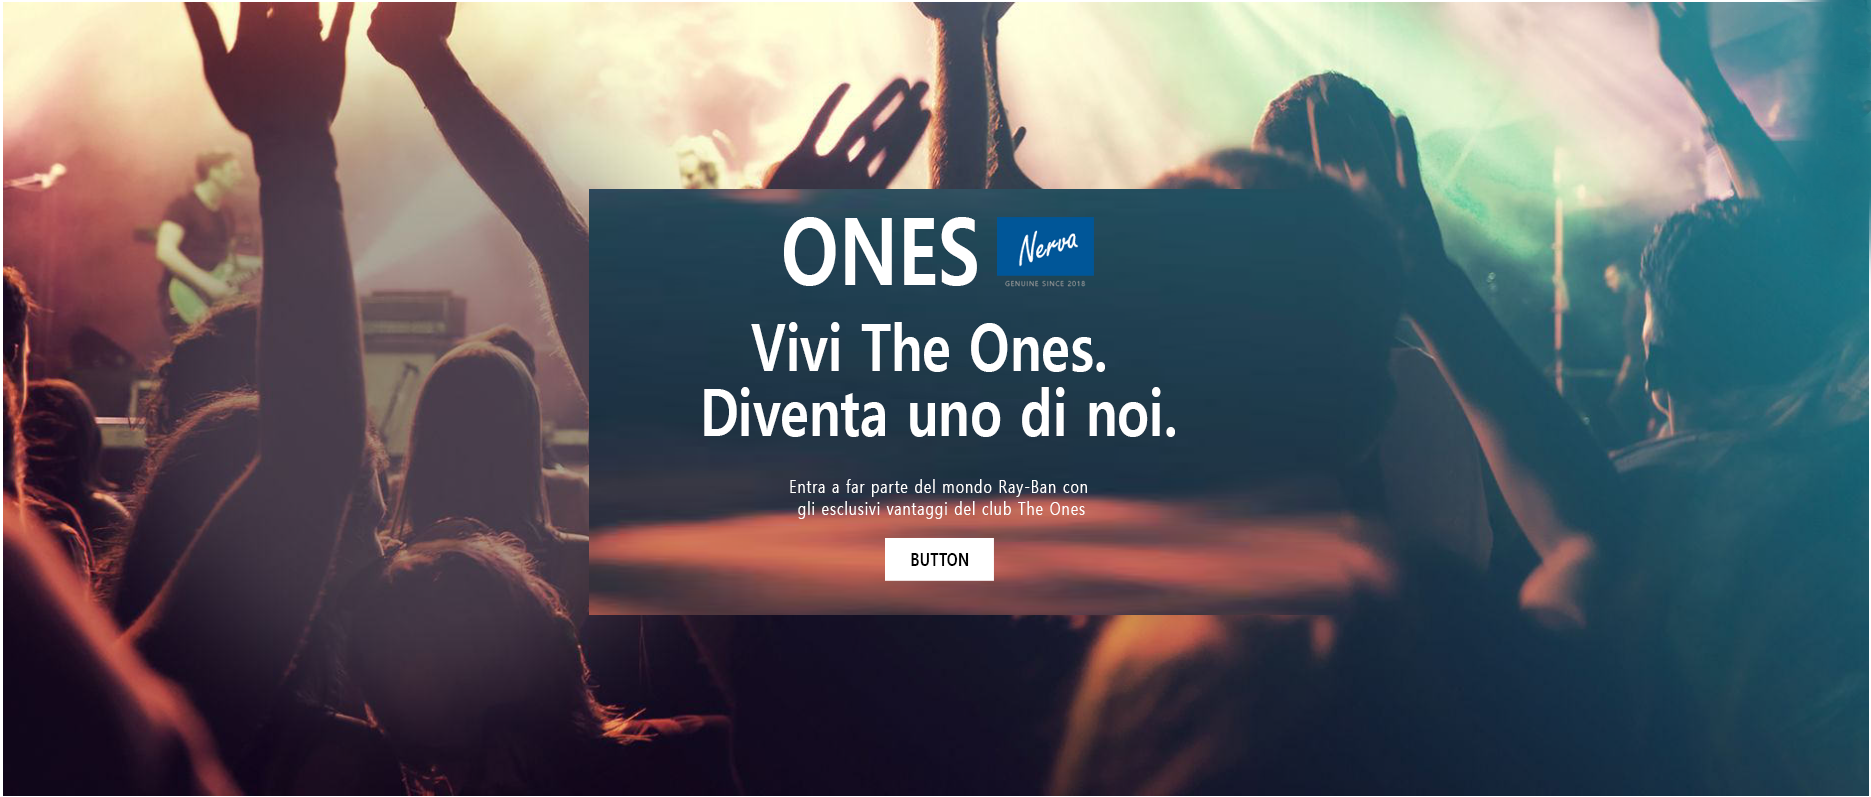 ONES
Nerva
GENUINE SINCE 2018
Vivi The Ones.
Diventa uno di noi.
Entra a far parte del mondo Ray-Ban con
gli esclusivi vantaggi del club The Ones
BUTTON